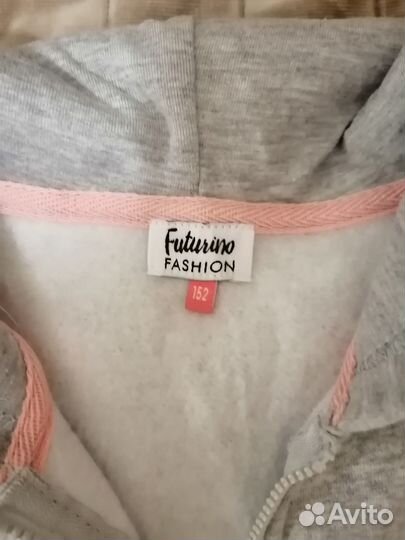 Futurino
FASHION
152
Avito